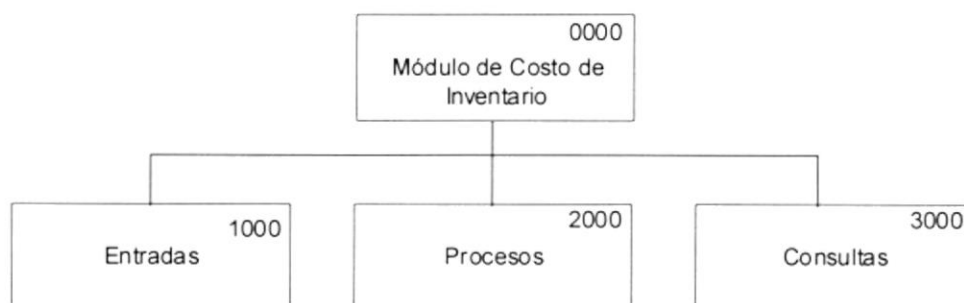 0000
Módulo de Costo de
Inventario
1000
Entradas
2000
Procesos
3000
Consultas